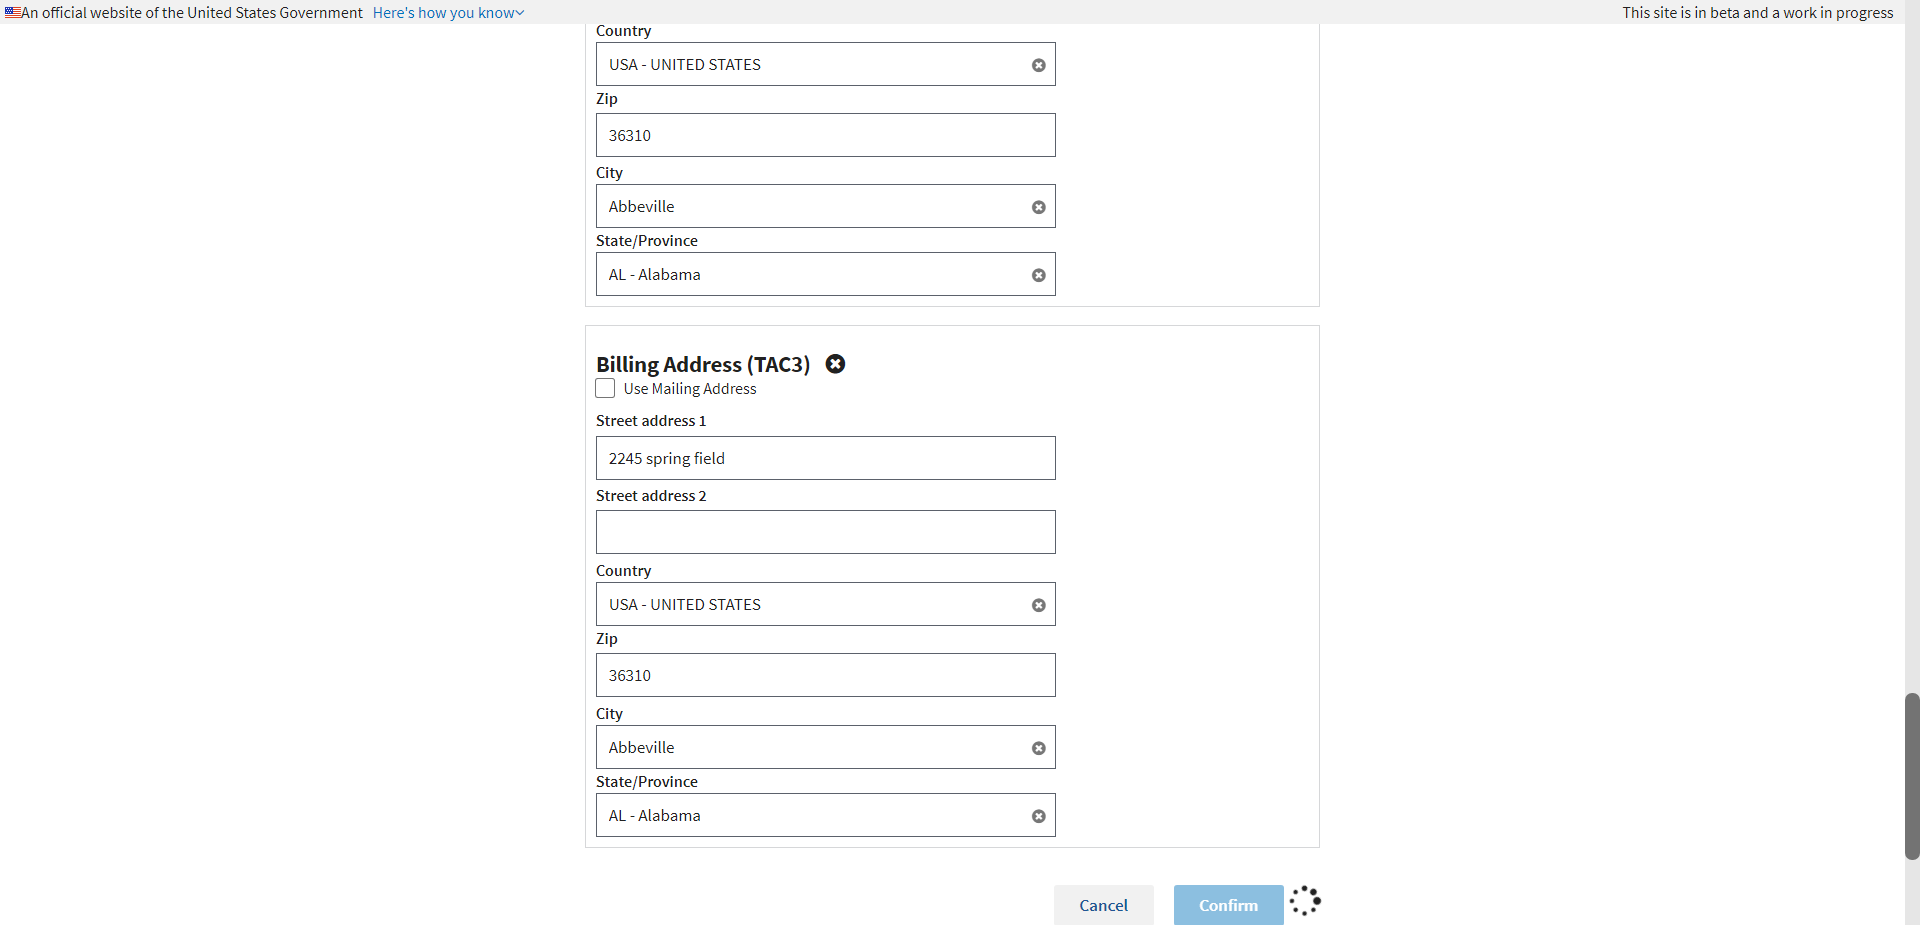 An official website of the United States Government Here's how you know
This site is in beta and a work in progress
Country
USA - UNITED STATES
Zip
36310
City
Abbeville
State/Province
AL - Alabama
Billing Address (TAC3)
Use Mailing Address
Street address 1
2245 spring field
Street address 2
Country
USA - UNITED STATES
Zip
36310
City
Abbeville
State/Province
AL - Alabama
Cancel
Confirm